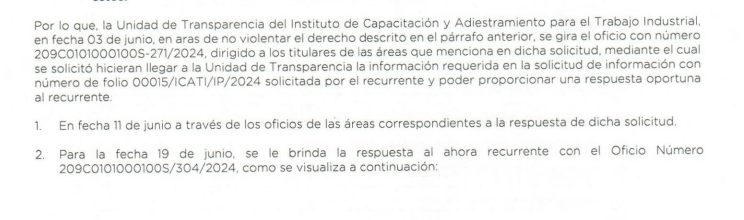 Por lo que, la Unidad de Transparencia del Instituto de Capacitación y Adiestramiento para el Trabajo Industrial,
en fecha 03 de junio, en aras de no violentar el derecho descrito en el párrafo anterior, se gira el oficio con número
209C0101000100S-271/2024, dirigido a los titulares de las áreas que menciona en dicha solicitud, mediante el cual
se solicitó hicieran llegar a la Unidad de Transparencia la información requerida en la solicitud de información con
número de folio 00015/ICATI/IP/2024 solicitada por el recurrente y poder proporcionar una respuesta oportuna
al recurrente.
1. En fecha 11 de junio a través de los oficios de las áreas correspondientes a la respuesta de dicha solicitud.
2. Para la fecha 19 de junio, se le brinda la respuesta al ahora recurrente con el Oficio Número
209C0101000100S/304/2024, como se visualiza a continuación: